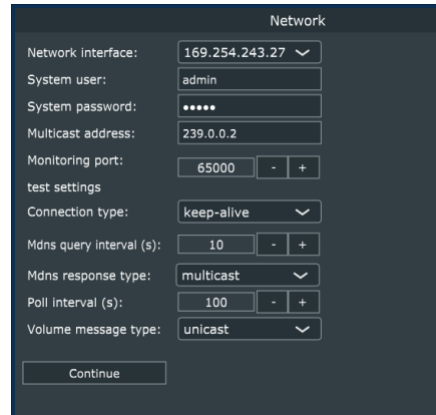 Network
Network interface: 169.254.243.27
System user: admin
System password: •••••
Multicast address: 239.0.0.2
Monitoring port: 65000 - +
test settings
Connection type: keep-alive
Mdns query interval (s): 10 - +
Mdns response type: multicast
Poll interval (s): 100 - +
Volume message type: unicast
Continue